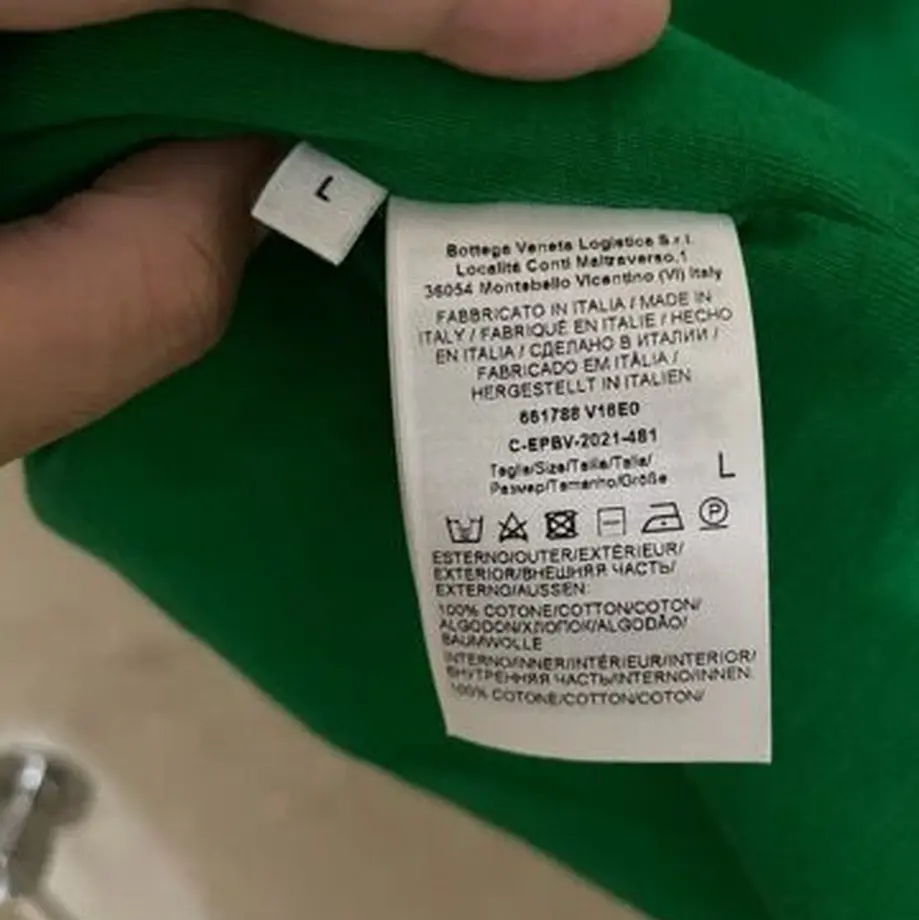 L
Bottega Veneta Logistica S.r.l.
Località Conti Maltraverso,1
36054 Montebello Vicentino (VI) Italy
FABBRICATO IN ITALIA / MADE IN
ITALY / FABRIQUÉ EN ITALIE / HECHO
EN ITALIA / СДЕЛАНО В ИТАЛИИ /
FABRICADO EM ITÁLIA /
HERGESTELLT IN ITALIEN
661788 V16E0
C-EPBV-2021-481
Taglia/Size/Taille/Talla/
Размер/Tamanho/Größe
L
P
ESTERNO/OUTER/EXTÉRIEUR/
EXTERIOR/ВНЕШНЯЯ ЧАСТЬ/
EXTERNO/AUSSEN:
100% COTONE/COTTON/COTON/
ALGODON/ХЛОПОК/ALGODÃO/
BAUMWOLLE
INTERNO/INNER/INTÉRIEUR/INTERIOR/
ВНУТРЕННЯЯ ЧАСТЬ/INTERNO/INNEN:
100% COTONE/COTTON/COTON/